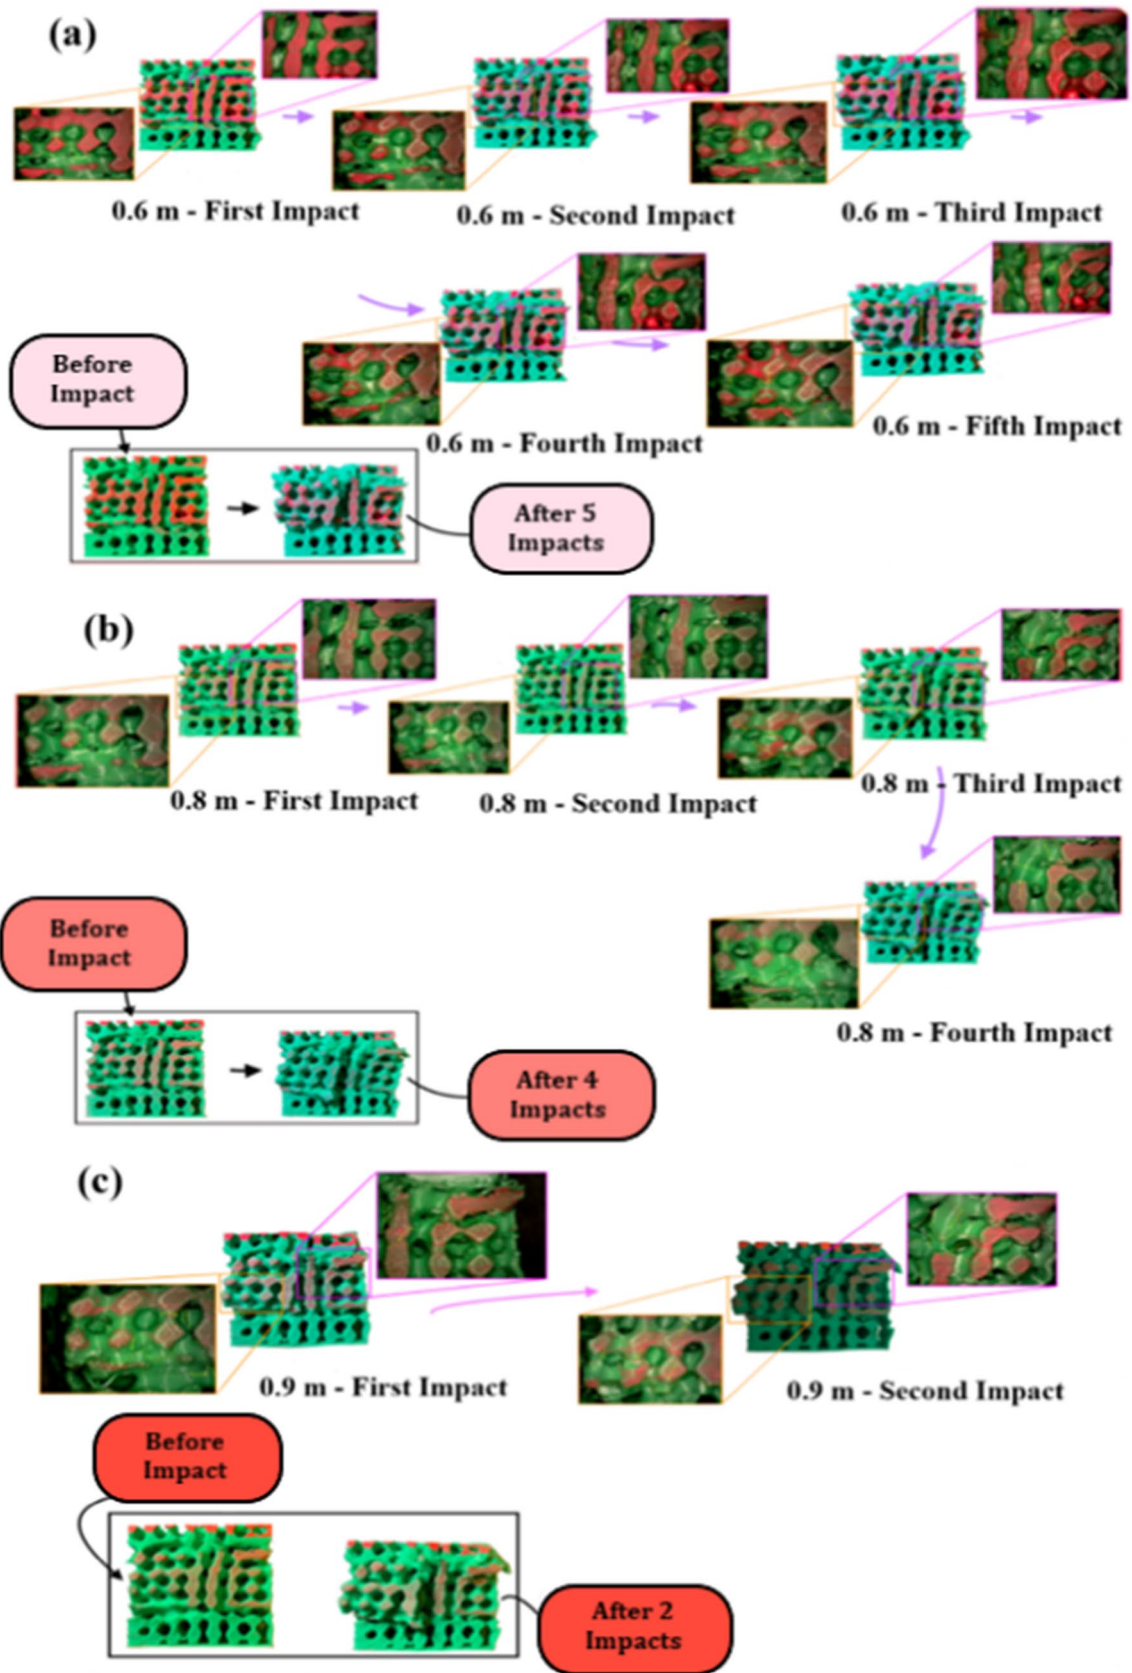 (a)
0.6 m - First Impact
0.6 m - Second Impact
0.6 m - Third Impact
Before
Impact
0.6 m - Fourth Impact
0.6 m - Fifth Impact
After 5
Impacts
(b)
0.8 m - First Impact
0.8 m - Second Impact
0.8 m - Third Impact
Before
Impact
0.8 m - Fourth Impact
After 4
Impacts
(c)
0.9 m - First Impact
0.9 m - Second Impact
Before
Impact
After 2
Impacts